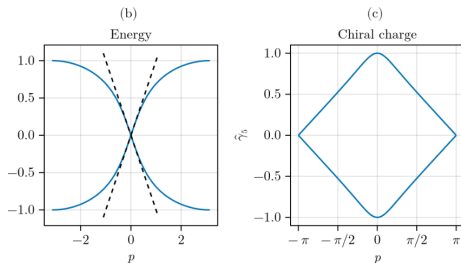 (b)
Energy
1.0
0.5
0.0
−0.5
−1.0
−2
0
2
p
(c)
Chiral charge
γ̂₅
1.0
0.5
0.0
−0.5
−1.0
− π
− π/2
0
π/2
π
p